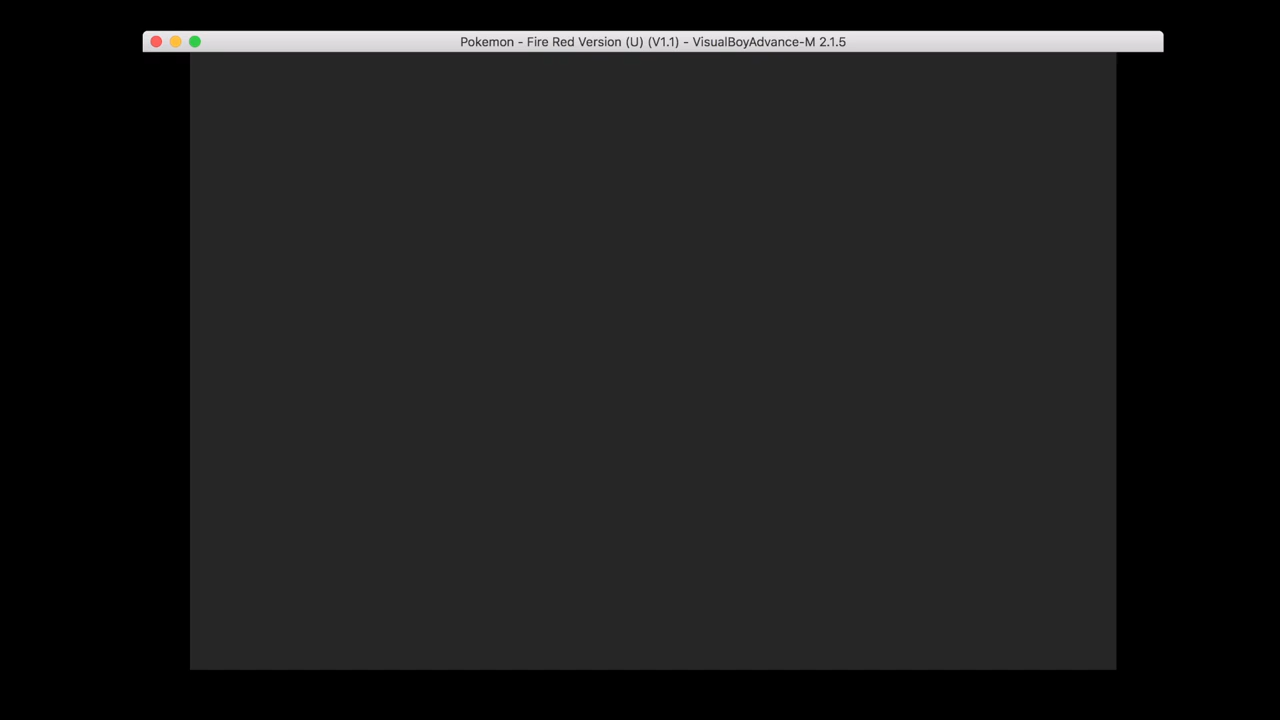 Pokemon - Fire Red Version (U) (V1.1) - VisualBoyAdvance-M 2.1.5